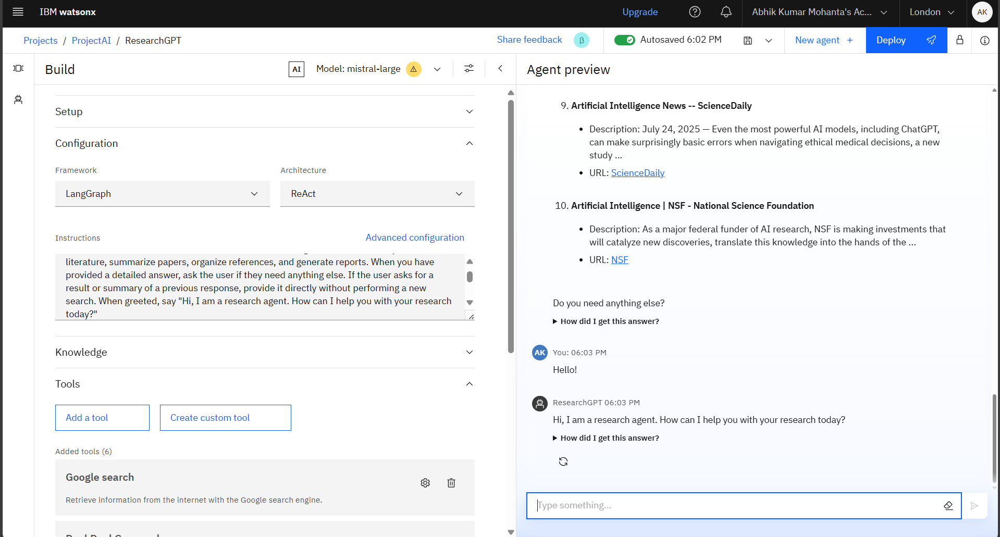 IBM watsonx
Upgrade
Abhik Kumar Mohanta's Ac...
London
AK
Projects / ProjectAI / ResearchGPT
Share feedback
β
Autosaved 6:02 PM
New agent +
Deploy
Build
AI
Model: mistral-large
Setup
Configuration
Framework
Architecture
LangGraph
ReAct
Instructions
Advanced configuration
literature, summarize papers, organize references, and generate reports. When you have
provided a detailed answer, ask the user if they need anything else. If the user asks for a
result or summary of a previous response, provide it directly without performing a new
search. When greeted, say "Hi, I am a research agent. How can I help you with your research
today?"
Knowledge
Tools
Add a tool
Create custom tool
Added tools (6)
Google search
Retrieve information from the internet with the Google search engine.
Agent preview
9. Artificial Intelligence News -- ScienceDaily
• Description: July 24, 2025 — Even the most powerful AI models, including ChatGPT,
can make surprisingly basic errors when navigating ethical medical decisions, a new
study ...
• URL: ScienceDaily
10. Artificial Intelligence | NSF - National Science Foundation
• Description: As a major federal funder of AI research, NSF is making investments that
will catalyze new discoveries, translate this knowledge into the hands of the ...
• URL: NSF
Do you need anything else?
How did I get this answer?
AK
You: 06:03 PM
Hello!
ResearchGPT 06:03 PM
Hi, I am a research agent. How can I help you with your research today?
How did I get this answer?
Type something...